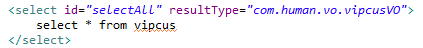 <select id="selectAll" resultType="com.human.vo.vipcusVO">
select * from vipcus
</select>